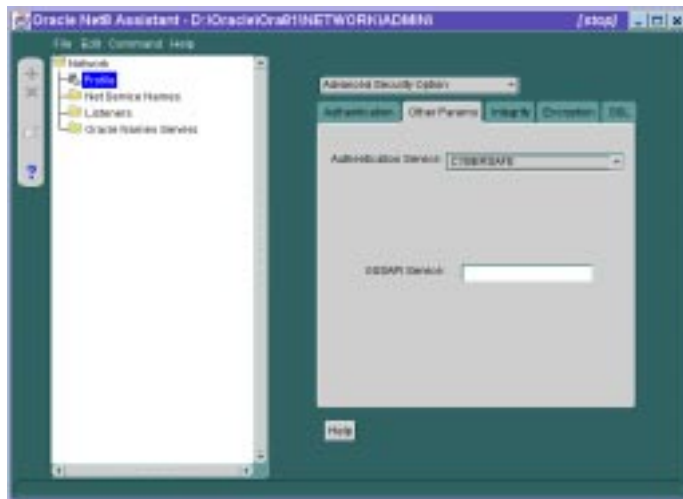 Oracle Net8 Assistant - D:\Oracle\Ora81\NETWORK\ADMIN\ [stop]
File Edit Command Help
Network
Profile
Net Service Names
Listeners
Oracle Names Servers
Advanced Security Option
Authentication Other Params Integrity Encryption SSL
Authentication Service: CYBERSAFE
GSSAPI Service:
Help